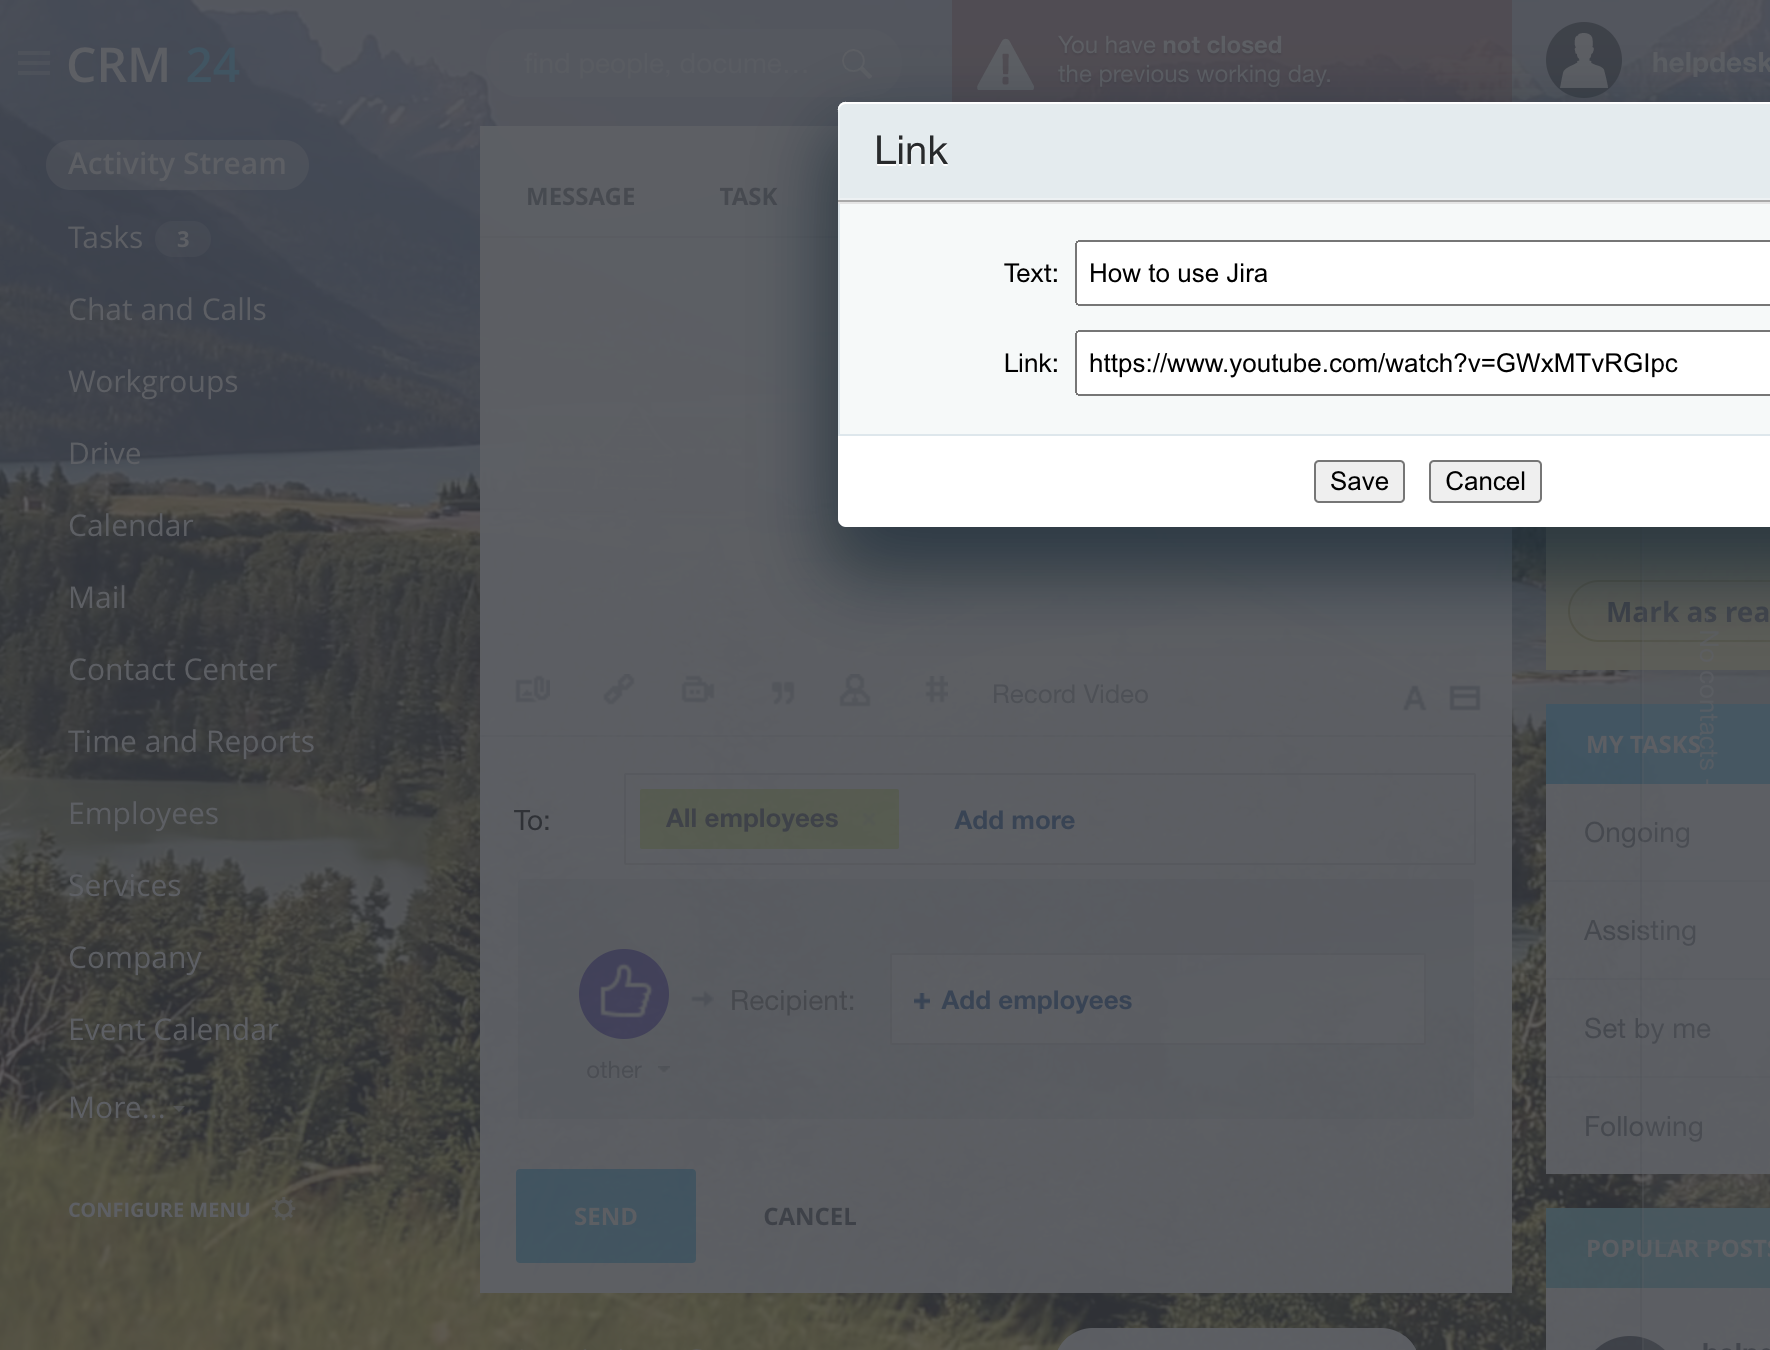 CRM 24
find people, docume...
You have not closed
the previous working day.
helpdesk
Activity Stream
Tasks 3
Chat and Calls
Workgroups
Drive
Calendar
Mail
Contact Center
Time and Reports
Employees
Services
Company
Event Calendar
More...
CONFIGURE MENU
MESSAGE TASK
Link
Text: How to use Jira
Link: https://www.youtube.com/watch?v=GWxMTvRGIpc
Save Cancel
Record Video
A
To: All employees Add more
Recipient: + Add employees
other
SEND CANCEL
Mark as rea
contacts -
MY TASKS
Ongoing
Assisting
Set by me
Following
POPULAR POST